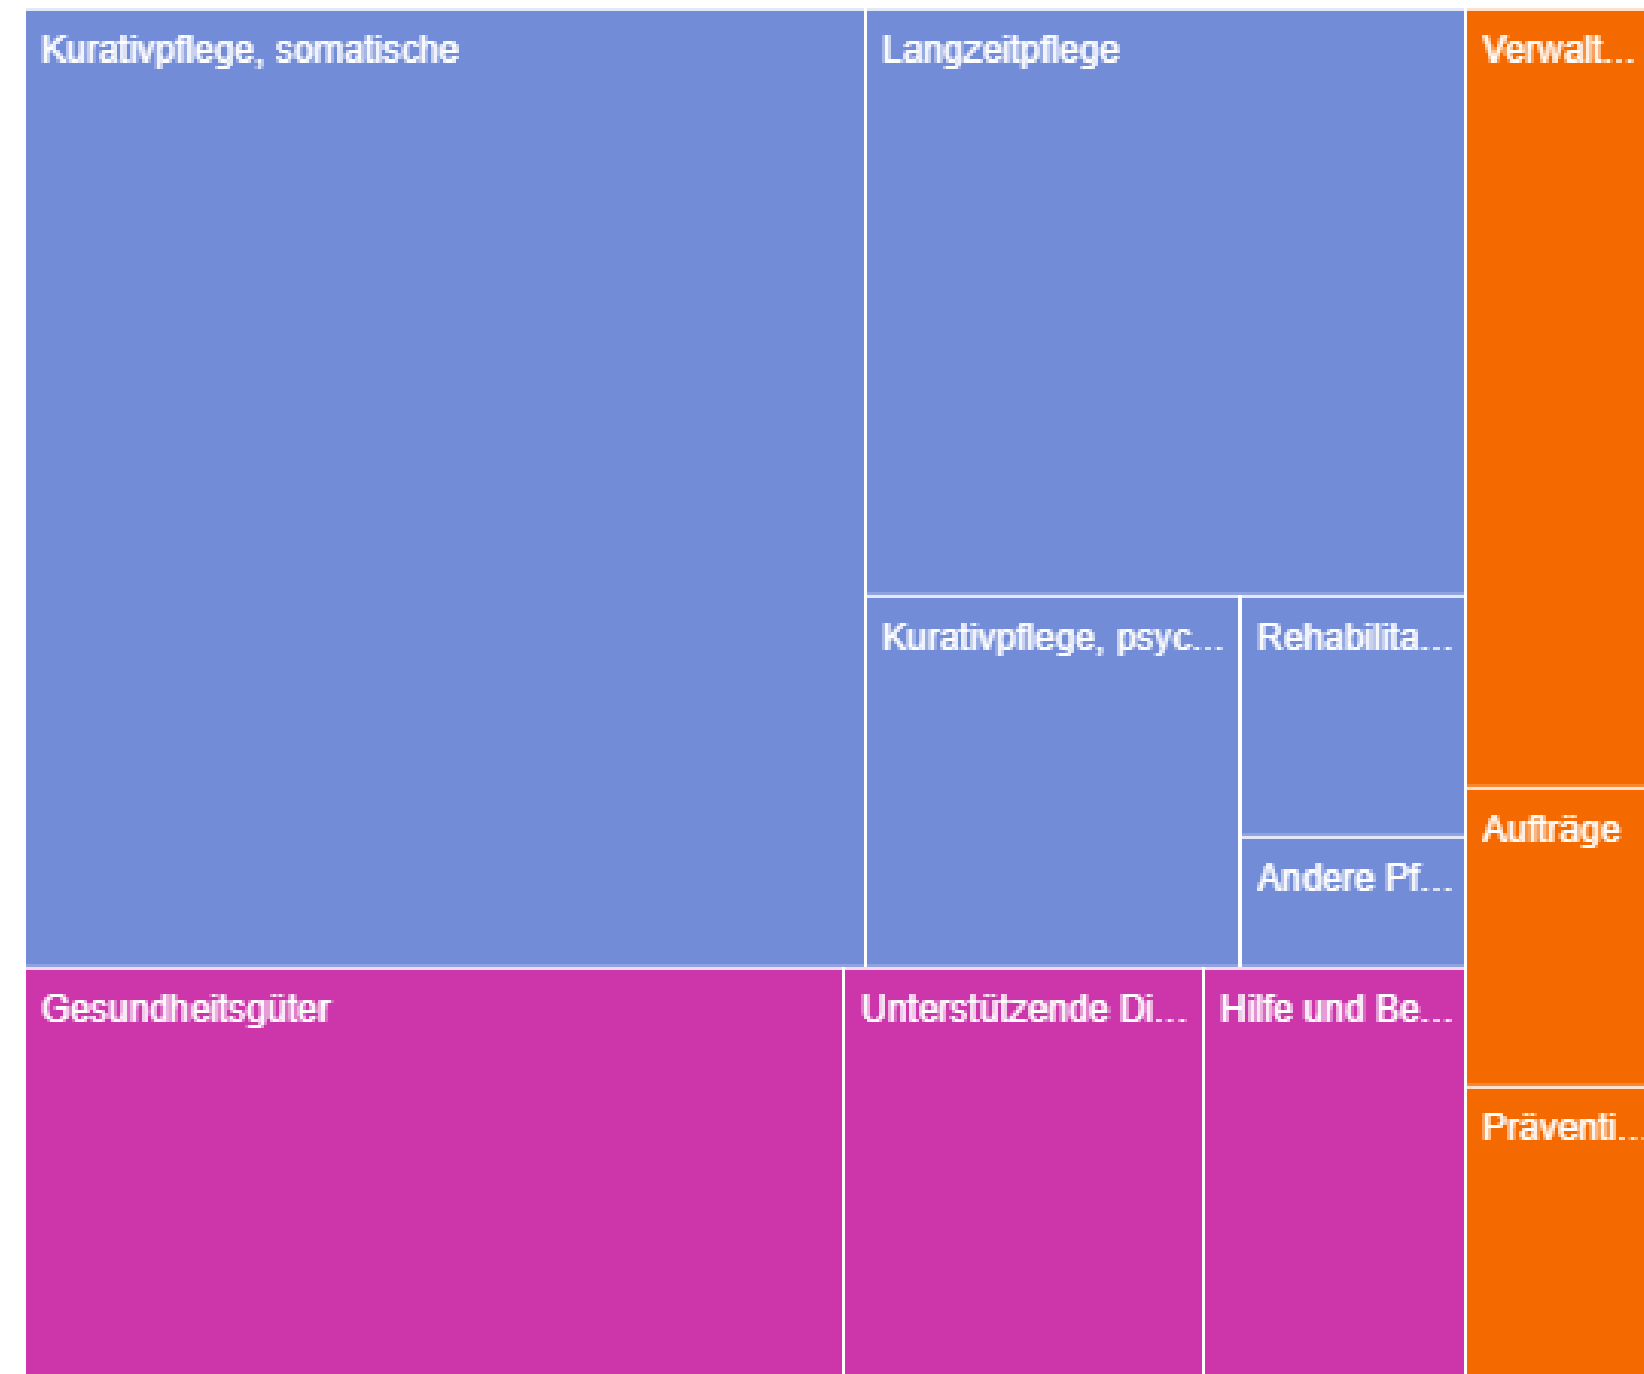 Kurativpflege, somatische
Langzeitpflege
Verwalt...
Kurativpflege, psyc...
Rehabilita...
Aufträge
Andere Pf...
Gesundheitsgüter
Unterstützende Di...
Hilfe und Be...
Präventi...